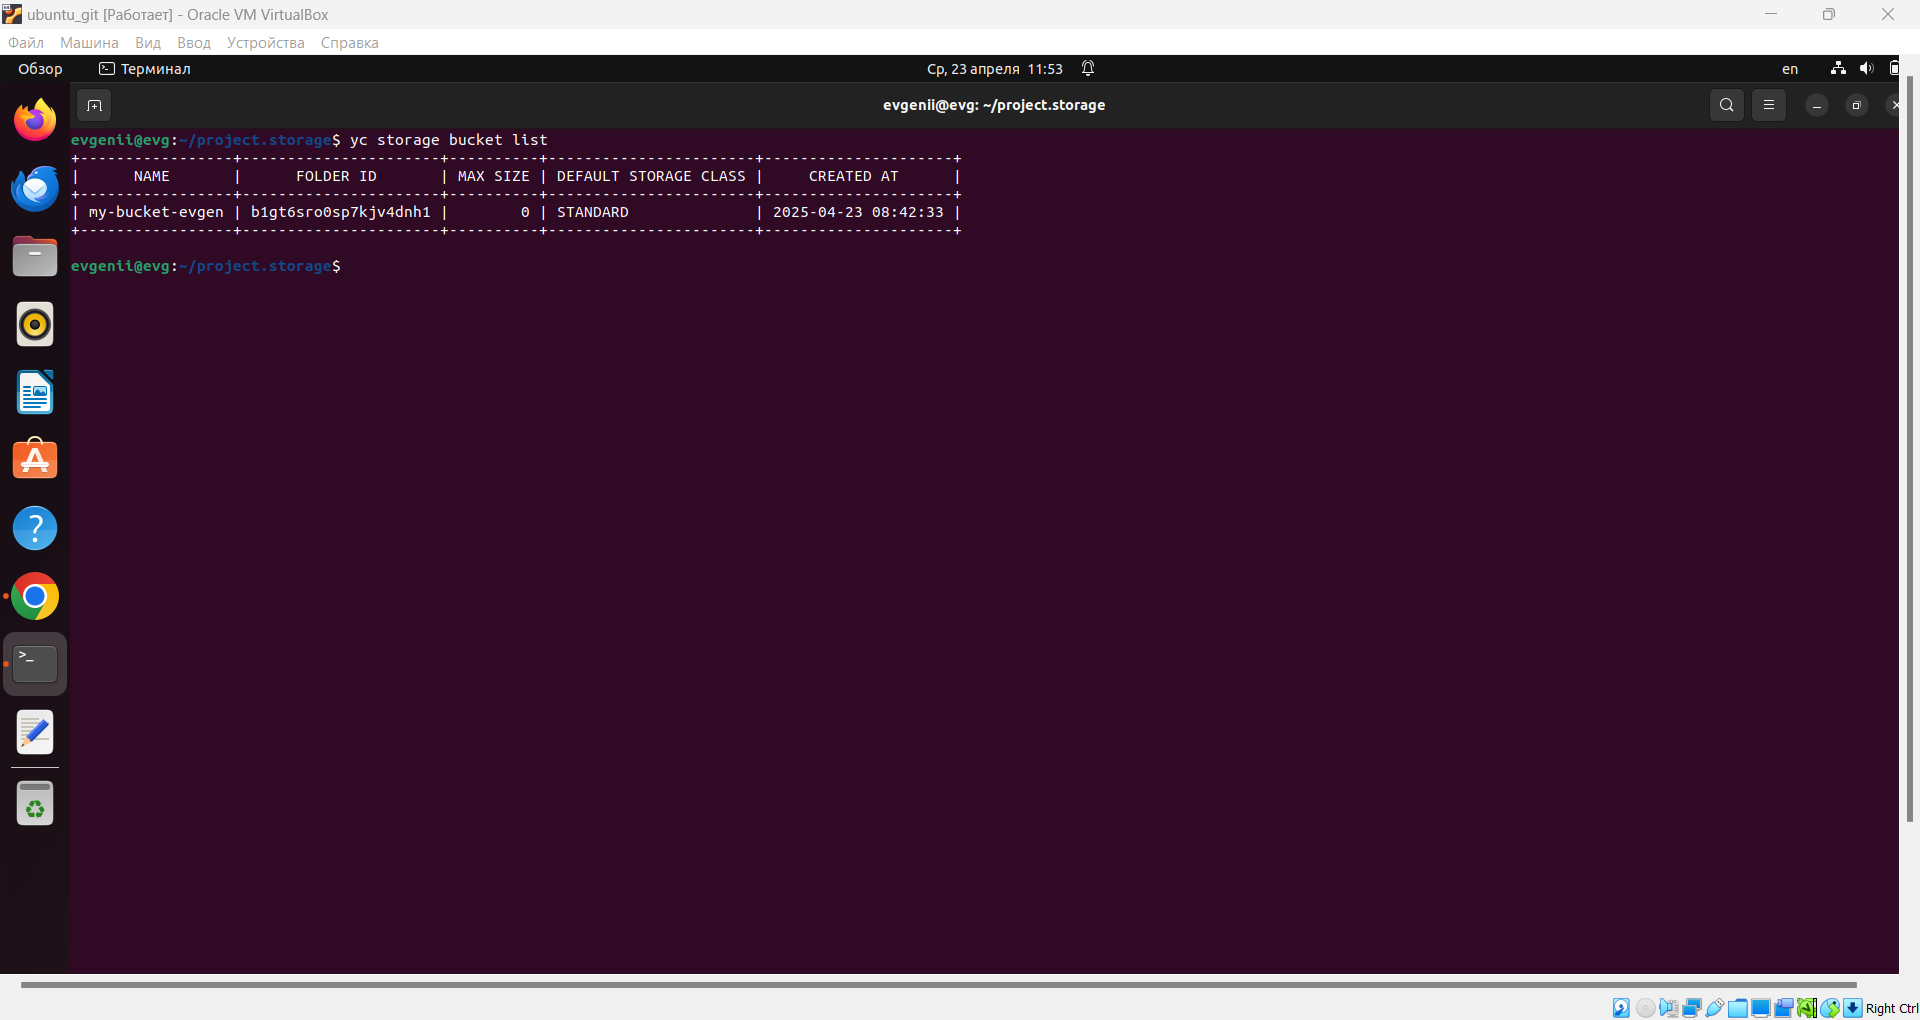 ubuntu_git [Работает] - Oracle VM VirtualBox
Файл Машина Вид Ввод Устройства Справка
Обзор Терминал Ср, 23 апреля 11:53 en
evgenii@evg: ~/project.storage
evgenii@evg:~/project.storage$ yc storage bucket list
+-----------------+----------------------+----------+-----------------------+---------------------+
| NAME | FOLDER ID | MAX SIZE | DEFAULT STORAGE CLASS | CREATED AT |
+-----------------+----------------------+----------+-----------------------+---------------------+
| my-bucket-evgen | b1gt6sro0sp7kjv4dnh1 | 0 | STANDARD | 2025-04-23 08:42:33 |
+-----------------+----------------------+----------+-----------------------+---------------------+
evgenii@evg:~/project.storage$
Right Ctrl